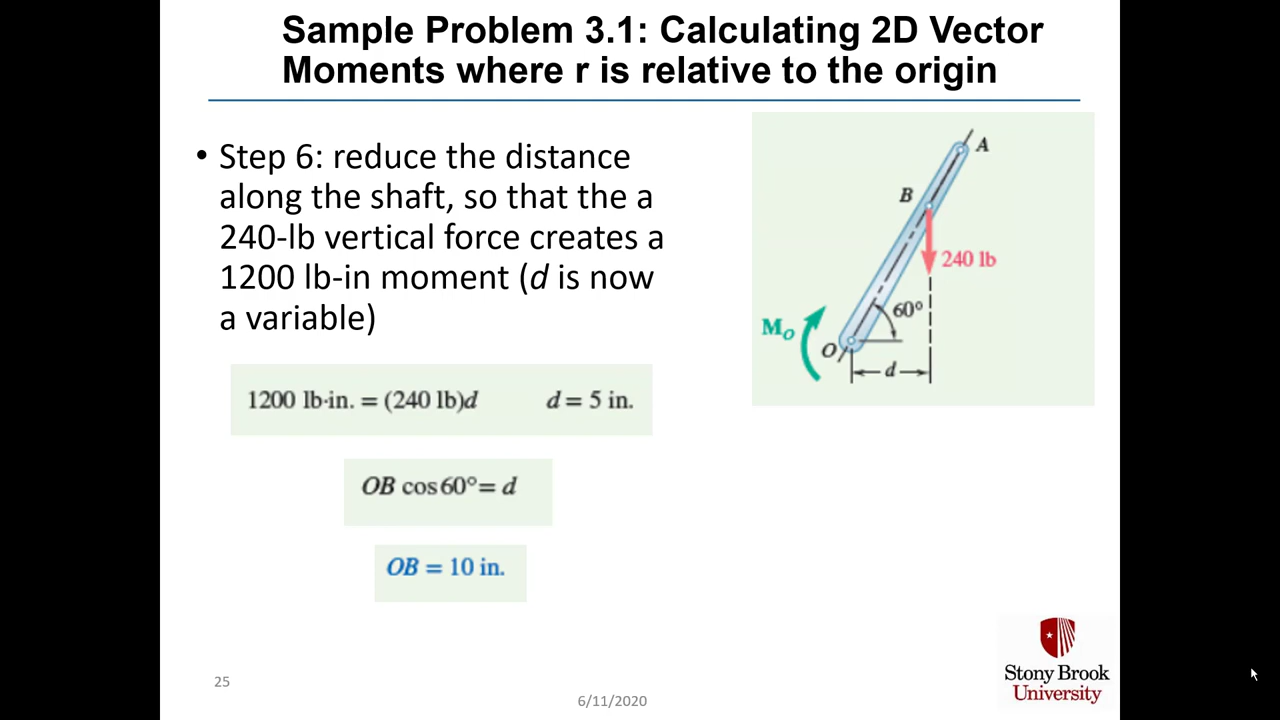 Sample Problem 3.1: Calculating 2D Vector
Moments where r is relative to the origin
• Step 6: reduce the distance
along the shaft, so that the a
240-lb vertical force creates a
1200 lb-in moment (d is now
a variable)
1200 lb·in. = (240 lb)d d = 5 in.
OB cos60°= d
OB = 10 in.
A
B
240 lb
60°
M_O
O
d
25
6/11/2020
Stony Brook
University